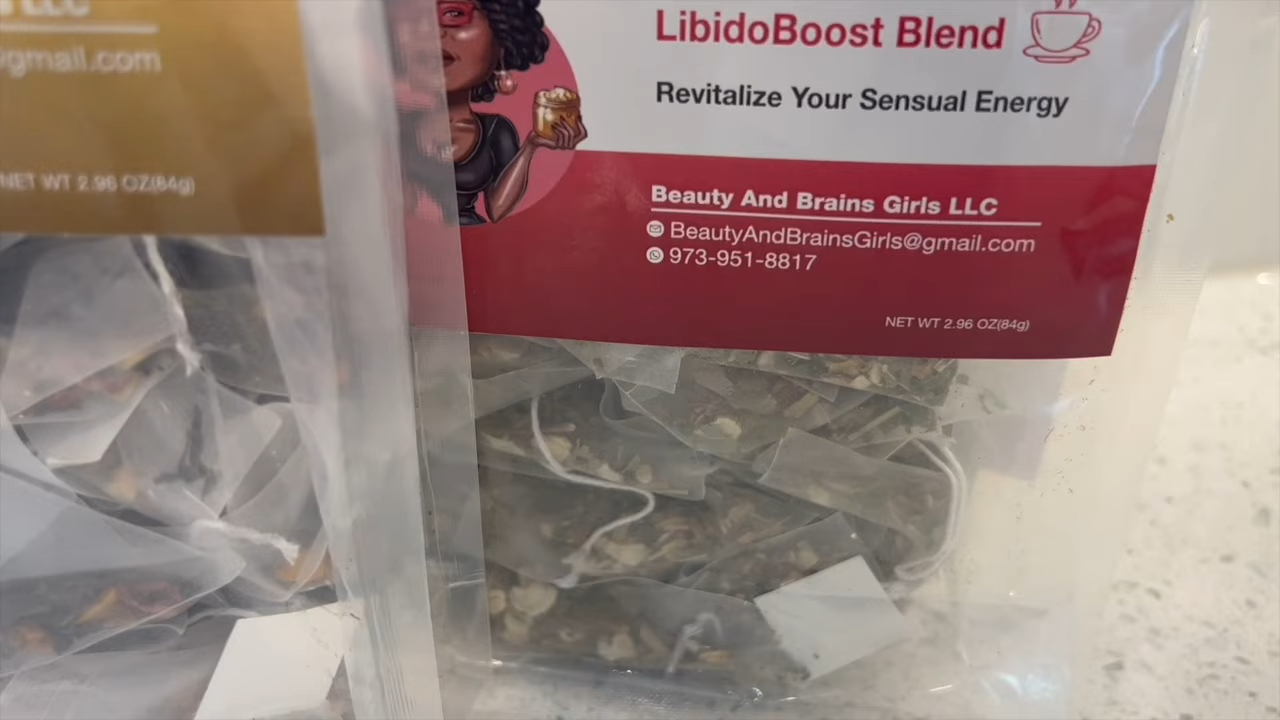 LLC
@gmail.com
NET WT 2.96 OZ(84g)
LibidoBoost Blend
Revitalize Your Sensual Energy
Beauty And Brains Girls LLC
BeautyAndBrainsGirls@gmail.com
973-951-8817
NET WT 2.96 OZ(84g)